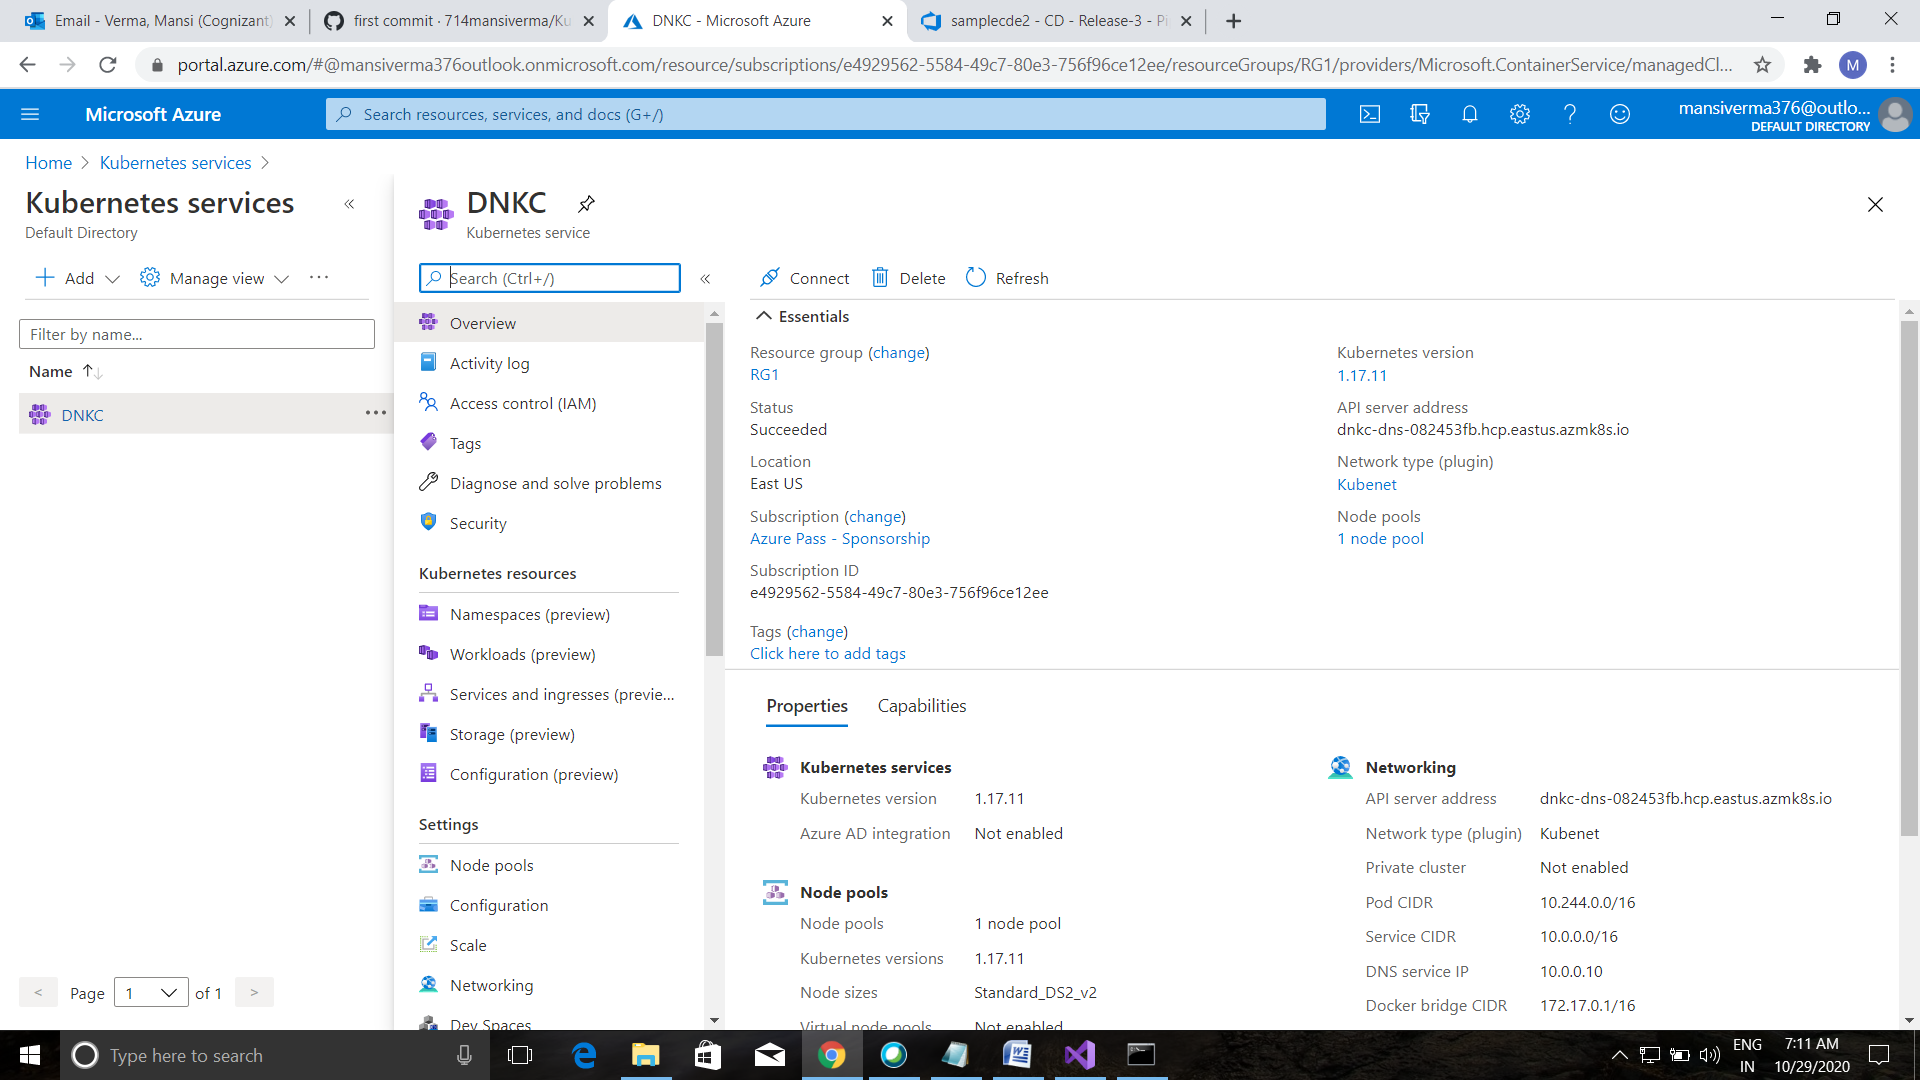 Email - Verma, Mansi (Cognizant)
first commit · 714mansiverma/Ku
DNKC - Microsoft Azure
samplecde2 - CD - Release-3 - Pi
portal.azure.com/#@mansiverma376outlook.onmicrosoft.com/resource/subscriptions/e4929562-5584-49c7-80e3-756f96ce12ee/resourceGroups/RG1/providers/Microsoft.ContainerService/managedCl...
M
Microsoft Azure
Search resources, services, and docs (G+/)
mansiverma376@outlo...
DEFAULT DIRECTORY
Home > Kubernetes services >
Kubernetes services
Default Directory
Add
Manage view
Filter by name...
Name
DNKC
< Page 1 of 1 >
DNKC
Kubernetes service
Search (Ctrl+/)
Overview
Activity log
Access control (IAM)
Tags
Diagnose and solve problems
Security
Kubernetes resources
Namespaces (preview)
Workloads (preview)
Services and ingresses (previe...
Storage (preview)
Configuration (preview)
Settings
Node pools
Configuration
Scale
Networking
Dev Spaces
Connect
Delete
Refresh
Essentials
Resource group (change)
RG1
Status
Succeeded
Location
East US
Subscription (change)
Azure Pass - Sponsorship
Subscription ID
e4929562-5584-49c7-80e3-756f96ce12ee
Tags (change)
Click here to add tags
Kubernetes version
1.17.11
API server address
dnkc-dns-082453fb.hcp.eastus.azmk8s.io
Network type (plugin)
Kubenet
Node pools
1 node pool
Properties
Capabilities
Kubernetes services
Kubernetes version 1.17.11
Azure AD integration Not enabled
Node pools
Node pools 1 node pool
Kubernetes versions 1.17.11
Node sizes Standard_DS2_v2
Virtual node pools Not enabled
Networking
API server address dnkc-dns-082453fb.hcp.eastus.azmk8s.io
Network type (plugin) Kubenet
Private cluster Not enabled
Pod CIDR 10.244.0.0/16
Service CIDR 10.0.0.0/16
DNS service IP 10.0.0.10
Docker bridge CIDR 172.17.0.1/16
Type here to search
ENG
IN
7:11 AM
10/29/2020